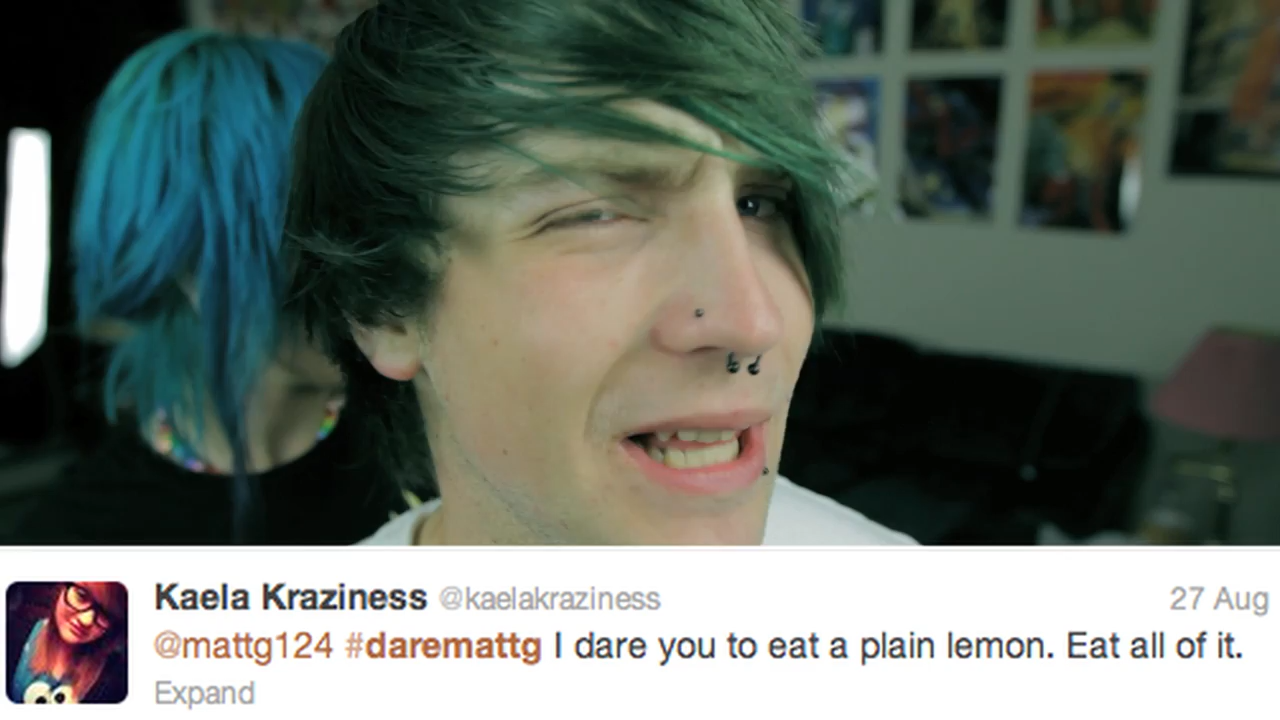 Kaela Kraziness @kaelakraziness 27 Aug
@mattg124 #daremattg I dare you to eat a plain lemon. Eat all of it.
Expand